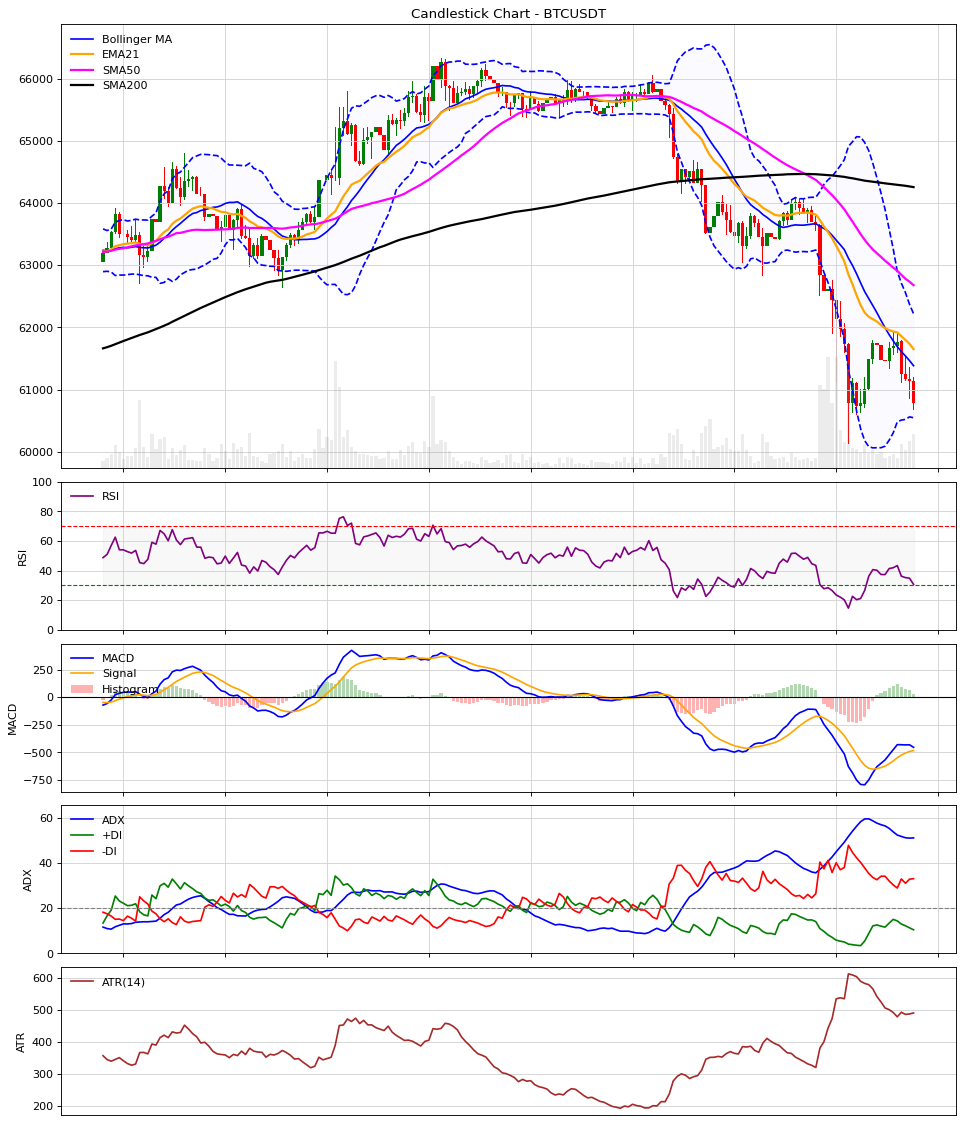 Candlestick Chart - BTCUSDT
Bollinger MA
EMA21
SMA50
SMA200
66000
65000
64000
63000
62000
61000
60000
RSI
100
80
60
40
20
0
RSI
MACD
Signal
Histogram
250
0
−250
−500
−750
MACD
ADX
+DI
-DI
60
40
20
0
ADX
ATR(14)
600
500
400
300
200
ATR